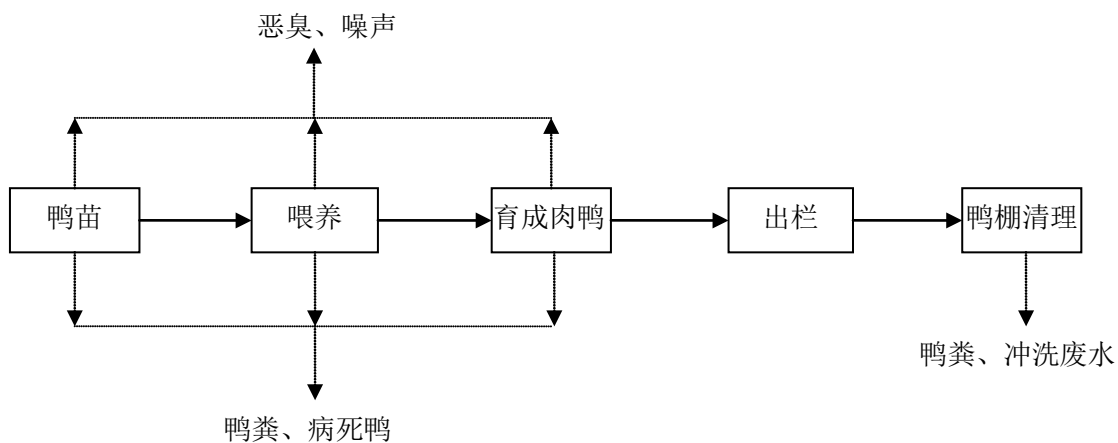 恶臭、噪声
鸭苗
喂养
育成肉鸭
出栏
鸭棚清理
鸭粪、冲洗废水
鸭粪、病死鸭